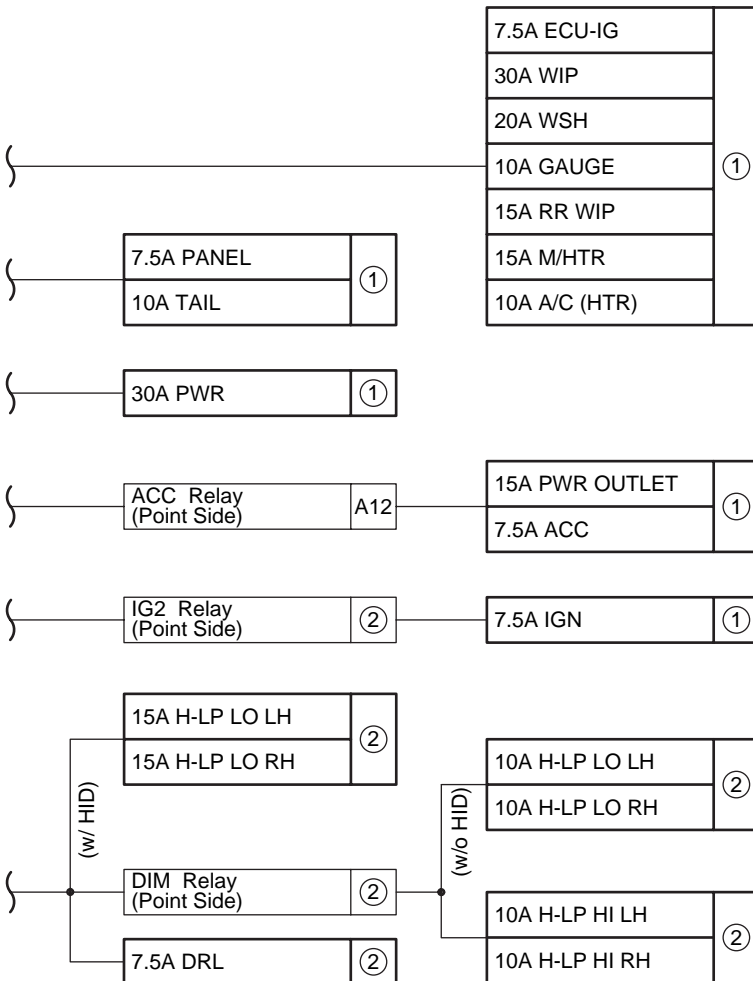 7.5A ECU-IG
30A WIP
20A WSH
10A GAUGE
15A RR WIP
15A M/HTR
10A A/C (HTR)
①
7.5A PANEL
10A TAIL
①
30A PWR
①
ACC Relay
(Point Side)
A12
15A PWR OUTLET
7.5A ACC
①
IG2 Relay
(Point Side)
②
7.5A IGN
①
15A H-LP LO LH
15A H-LP LO RH
②
(w/ HID)
10A H-LP LO LH
10A H-LP LO RH
②
(w/o HID)
DIM Relay
(Point Side)
②
10A H-LP HI LH
10A H-LP HI RH
②
7.5A DRL
②